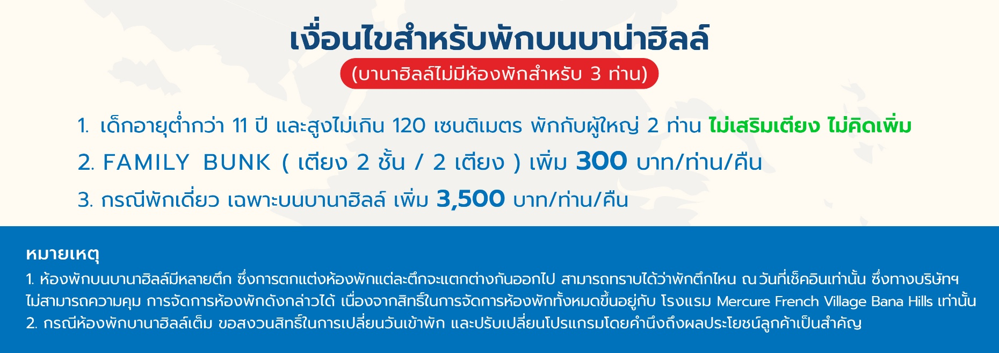 เงื่อนไขสำหรับพักบนบาน่าฮิลล์
(บานาฮิลล์ไม่มีห้องพักสำหรับ 3 ท่าน)
1. เด็กอายุต่ำกว่า 11 ปี และสูงไม่เกิน 120 เซนติเมตร พักกับผู้ใหญ่ 2 ท่าน ไม่เสริมเตียง ไม่คิดเพิ่ม
2. FAMILY BUNK ( เตียง 2 ชั้น / 2 เตียง ) เพิ่ม 300 บาท/ท่าน/คืน
3. กรณีพักเดี่ยว เฉพาะบนบานาฮิลล์ เพิ่ม 3,500 บาท/ท่าน/คืน
หมายเหตุ
1. ห้องพักบนบานาฮิลล์มีหลายตึก ซึ่งการตกแต่งห้องพักแต่ละตึกจะแตกต่างกันออกไป สามารถทราบได้ว่าพักตึกไหน ณ วันที่เช็คอินเท่านั้น ซึ่งทางบริษัทฯ
ไม่สามารถความคุม การจัดการห้องพักดังกล่าวได้ เนื่องจากสิทธิ์ในการจัดการห้องพักทั้งหมดขึ้นอยู่กับ โรงแรม Mercure French Village Bana Hills เท่านั้น
2. กรณีห้องพักบานาฮิลล์เต็ม ขอสงวนสิทธิ์ในการเปลี่ยนวันเข้าพัก และปรับเปลี่ยนโปรแกรมโดยคำนึงถึงผลประโยชน์ลูกค้าเป็นสำคัญ